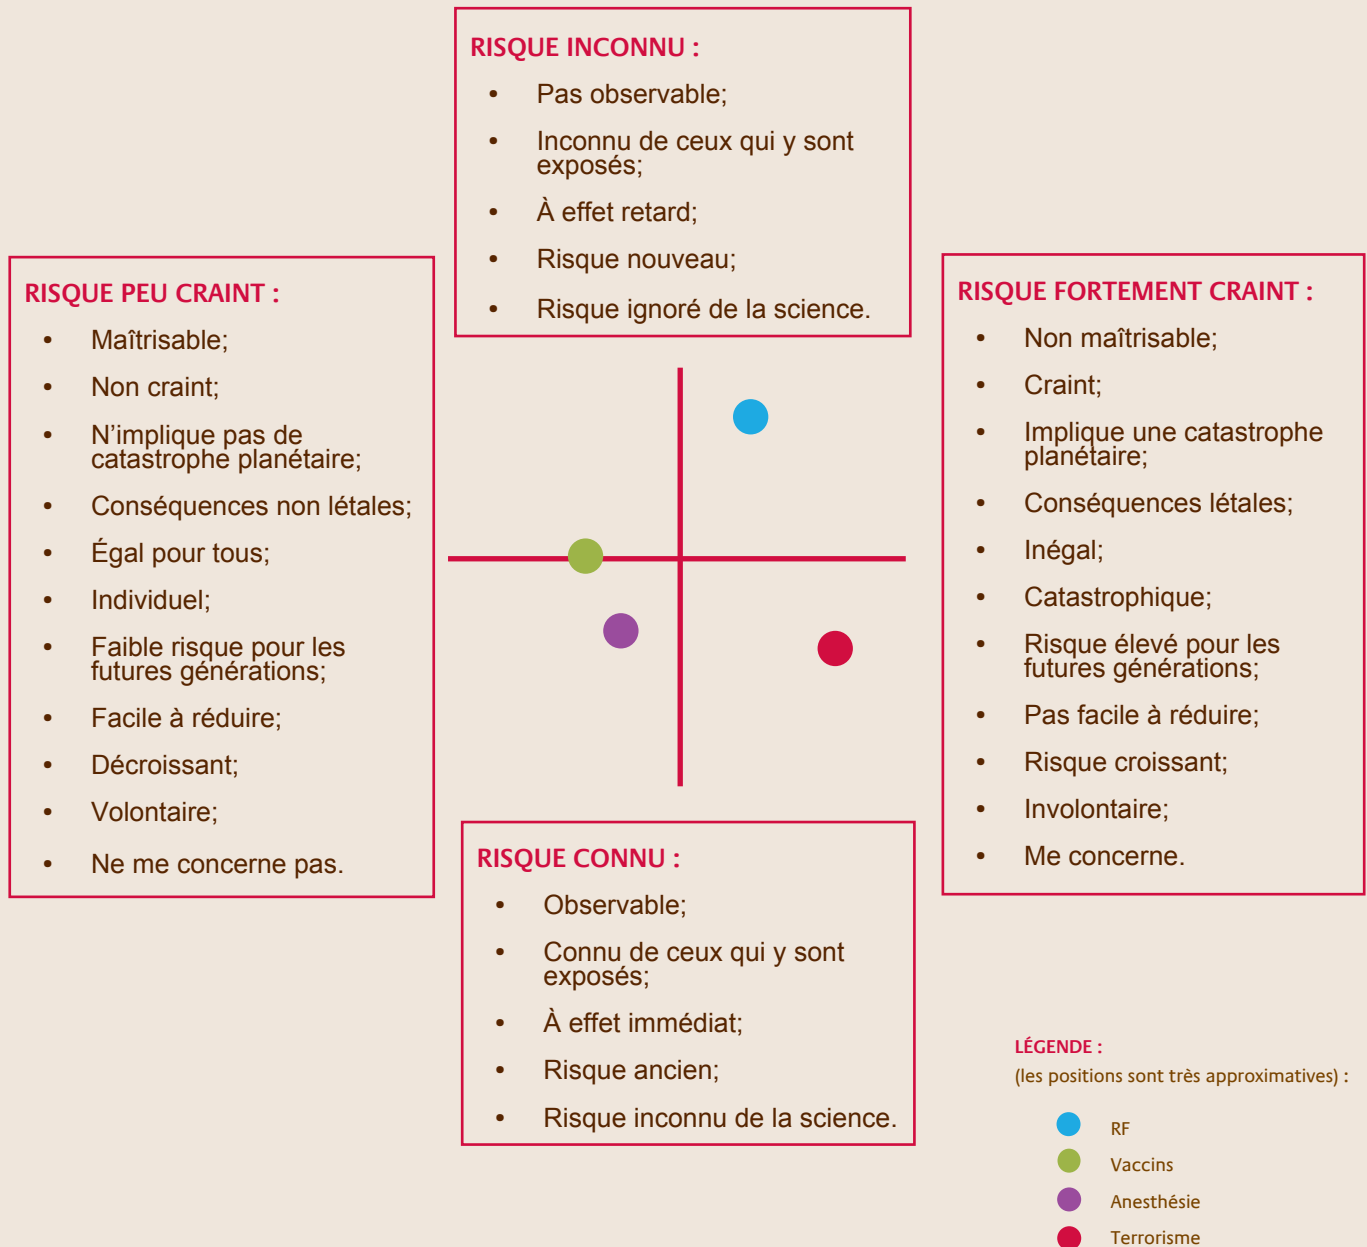 RISQUE INCONNU :
• Pas observable;
• Inconnu de ceux qui y sont
exposés;
• À effet retard;
• Risque nouveau;
• Risque ignoré de la science.
RISQUE PEU CRAINT :
• Maîtrisable;
• Non craint;
• N’implique pas de
catastrophe planétaire;
• Conséquences non létales;
• Égal pour tous;
• Individuel;
• Faible risque pour les
futures générations;
• Facile à réduire;
• Décroissant;
• Volontaire;
• Ne me concerne pas.
RISQUE FORTEMENT CRAINT :
• Non maîtrisable;
• Craint;
• Implique une catastrophe
planétaire;
• Conséquences létales;
• Inégal;
• Catastrophique;
• Risque élevé pour les
futures générations;
• Pas facile à réduire;
• Risque croissant;
• Involontaire;
• Me concerne.
RISQUE CONNU :
• Observable;
• Connu de ceux qui y sont
exposés;
• À effet immédiat;
• Risque ancien;
• Risque inconnu de la science.
LÉGENDE :
(les positions sont très approximatives) :
RF
Vaccins
Anesthésie
Terrorisme